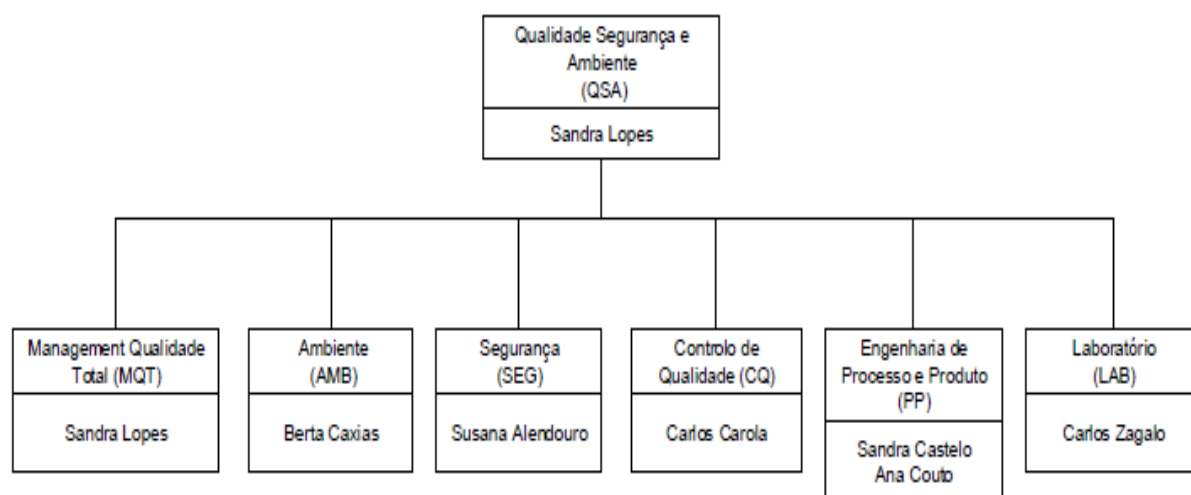 Qualidade Segurança e
Ambiente
(QSA)
Sandra Lopes
Management Qualidade
Total (MQT)
Sandra Lopes
Ambiente
(AMB)
Berta Caxias
Segurança
(SEG)
Susana Alendouro
Controlo de
Qualidade (CQ)
Carlos Carola
Engenharia de
Processo e Produto
(PP)
Sandra Castelo
Ana Couto
Laboratório
(LAB)
Carlos Zagalo